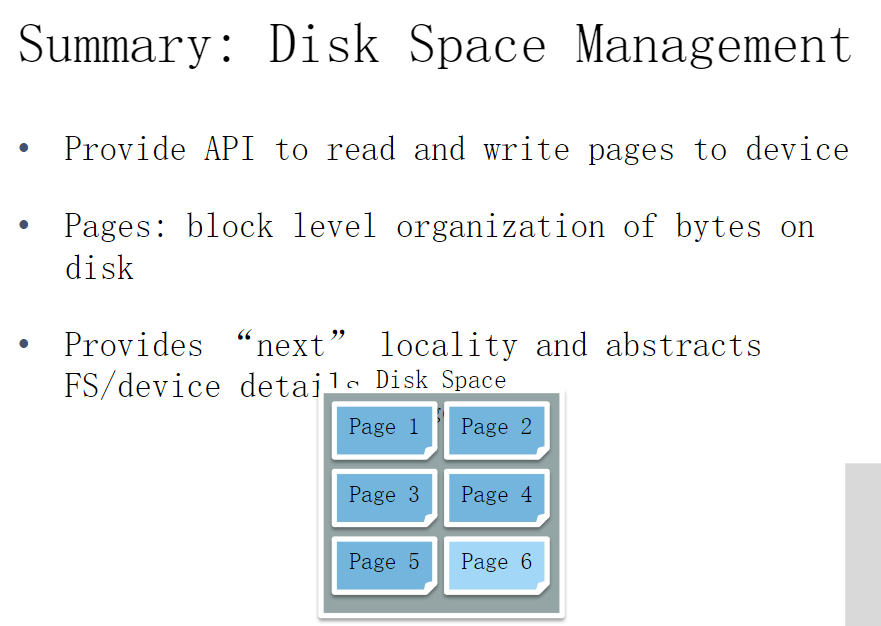 Summary: Disk Space Management
• Provide API to read and write pages to device
• Pages: block level organization of bytes on
disk
• Provides “next” locality and abstracts
FS/device details
Disk Space
Page 1
Page 2
Page 3
Page 4
Page 5
Page 6